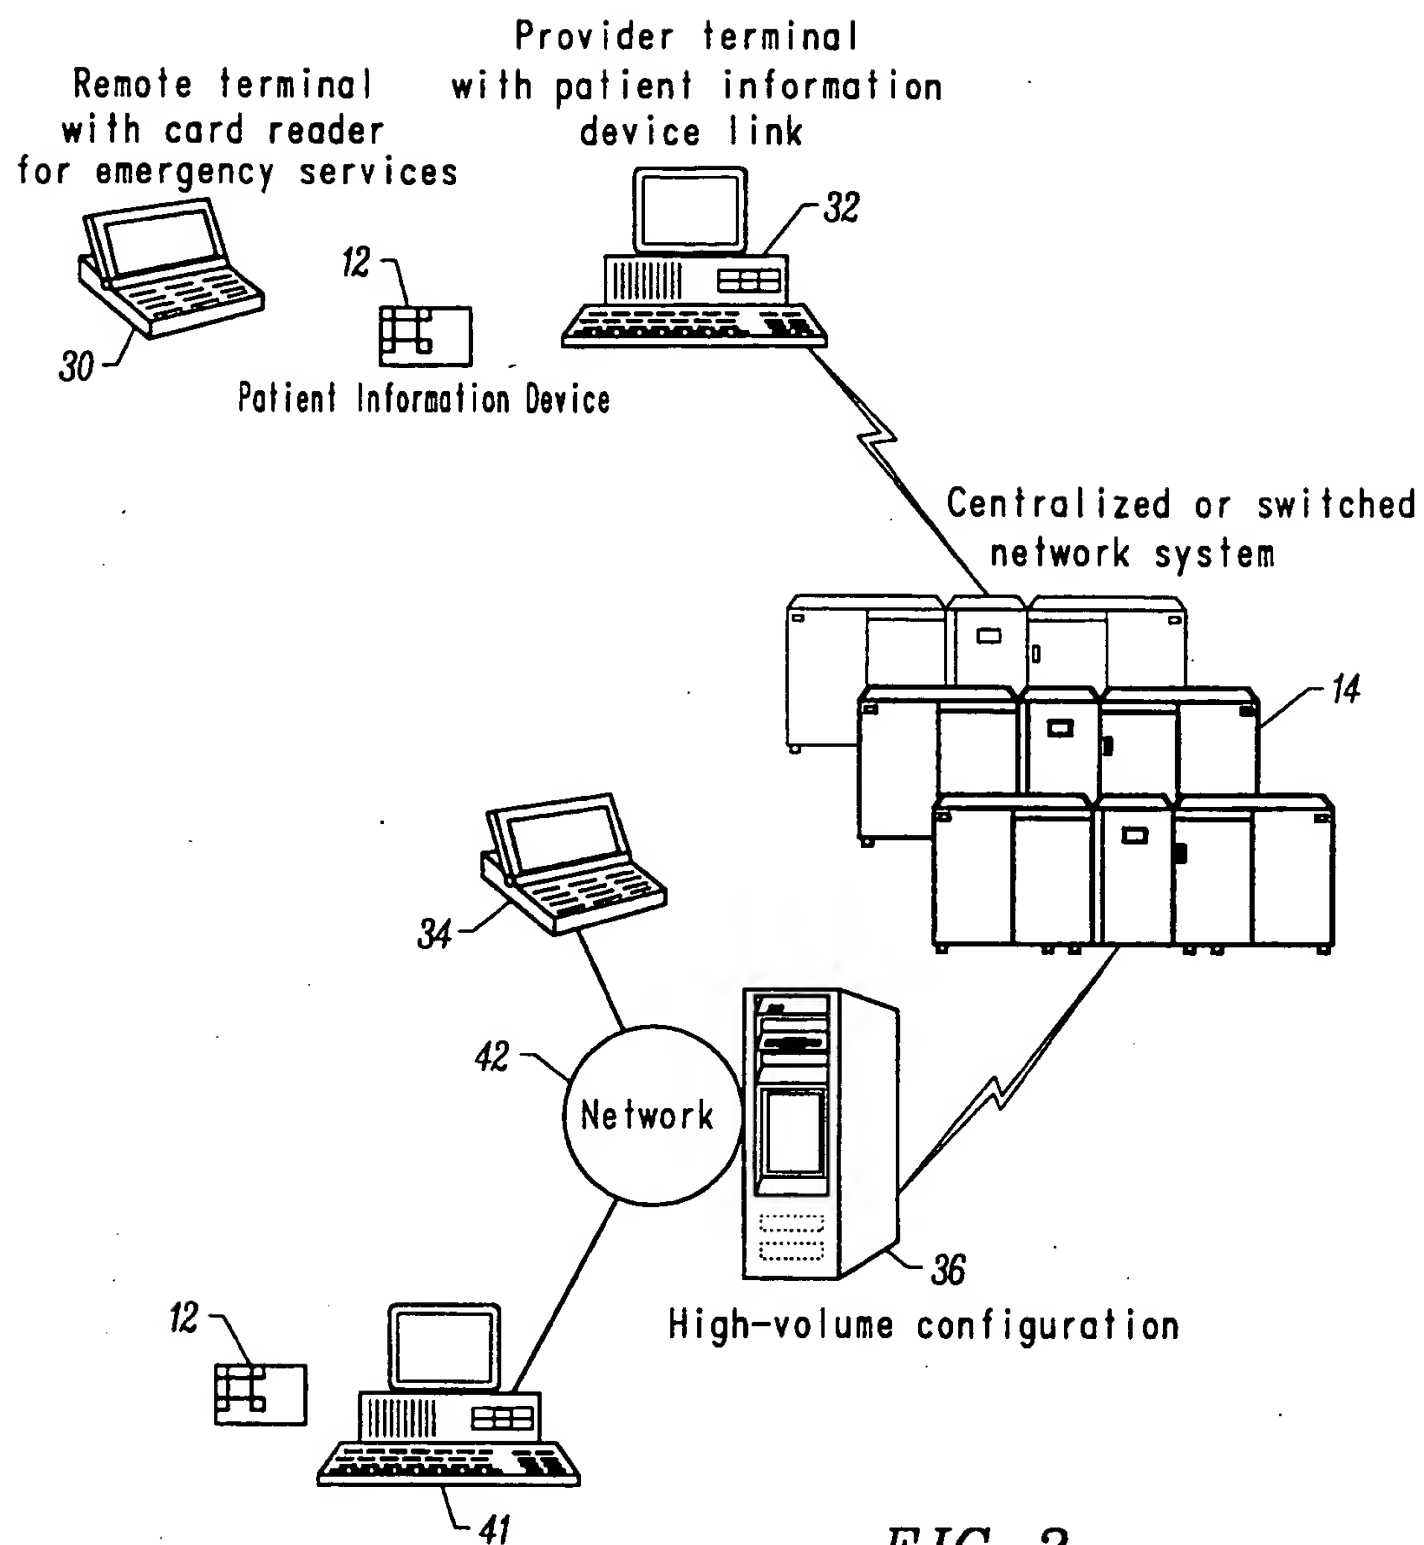 Provider terminal
with patient information
device link
Remote terminal
with card reader
for emergency services
32
12
30
Patient Information Device
Centralized or switched
network system
14
34
42
Network
36
High-volume configuration
12
41